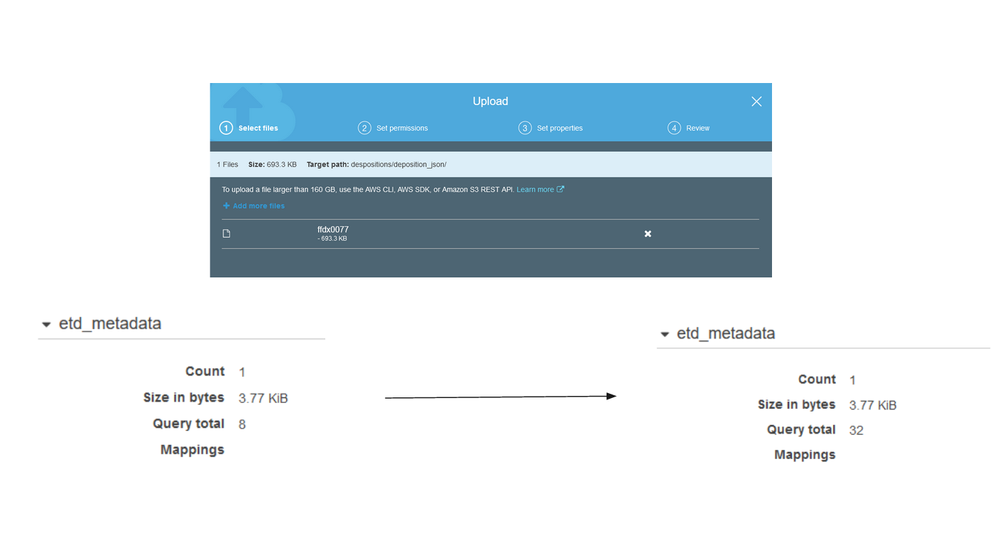 Upload
1 Select files 2 Set permissions 3 Set properties 4 Review
1 Files Size: 693.3 KB Target path: despositions/deposition_json/
To upload a file larger than 160 GB, use the AWS CLI, AWS SDK, or Amazon S3 REST API. Learn more
Add more files
ffdx0077
- 693.3 KB
etd_metadata
Count 1
Size in bytes 3.77 KiB
Query total 8
Mappings
etd_metadata
Count 1
Size in bytes 3.77 KiB
Query total 32
Mappings